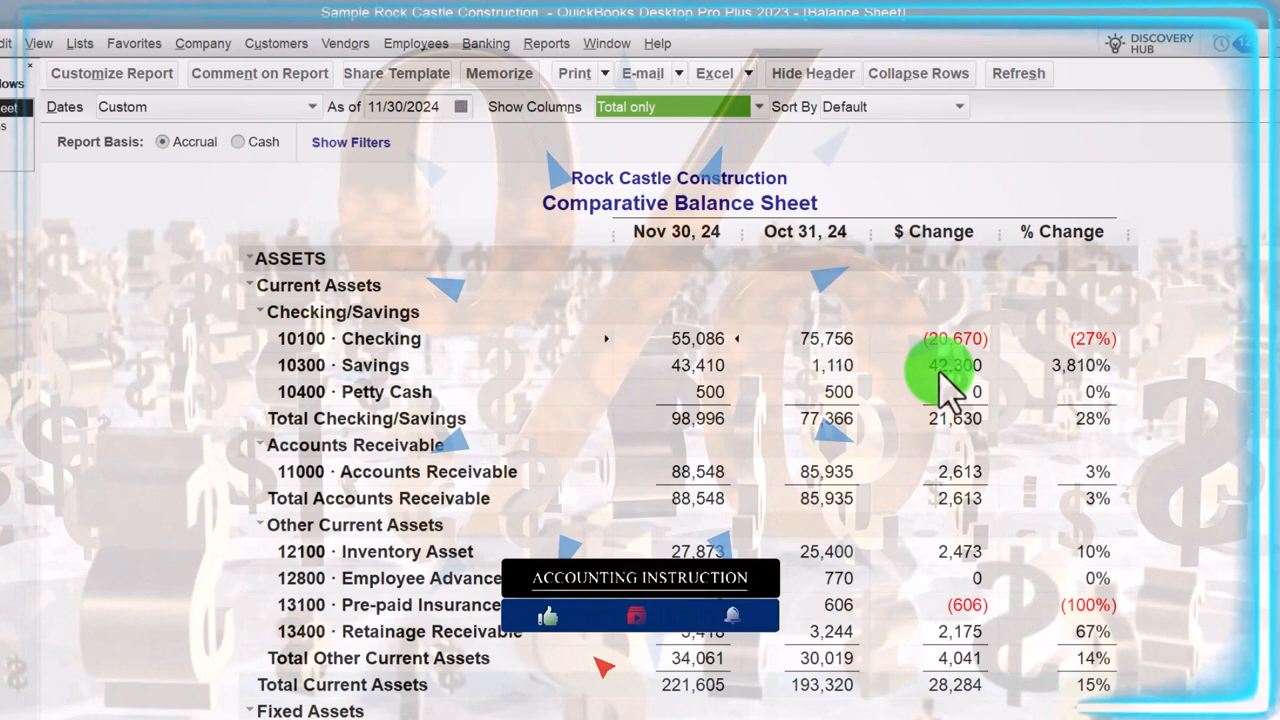 Sample Rock Castle Construction - QuickBooks Desktop Pro Plus 2023 - [Balance Sheet]
dit View Lists Favorites Company Customers Vendors Employees Banking Reports Window Help
DISCOVERY
HUB
Customize Report Comment on Report Share Template Memorize Print E-mail Excel Hide Header Collapse Rows Refresh
Dates Custom As of 11/30/2024 Show Columns Total only Sort By Default
Report Basis: Accrual Cash Show Filters
Rock Castle Construction
Comparative Balance Sheet
Nov 30, 24 Oct 31, 24 $ Change % Change
ASSETS
Current Assets
Checking/Savings
10100 · Checking 55,086 75,756 (20,670) (27%)
10300 · Savings 43,410 1,110 42,300 3,810%
10400 · Petty Cash 500 500 0 0%
Total Checking/Savings 98,996 77,366 21,630 28%
Accounts Receivable
11000 · Accounts Receivable 88,548 85,935 2,613 3%
Total Accounts Receivable 88,548 85,935 2,613 3%
Other Current Assets
12100 · Inventory Asset 27,873 25,400 2,473 10%
12800 · Employee Advance 770 0 0%
ACCOUNTING INSTRUCTION
13100 · Pre-paid Insurance 606 (606) (100%)
13400 · Retainage Receivable 3,244 2,175 67%
Total Other Current Assets 34,061 30,019 4,041 14%
Total Current Assets 221,605 193,320 28,284 15%
Fixed Assets